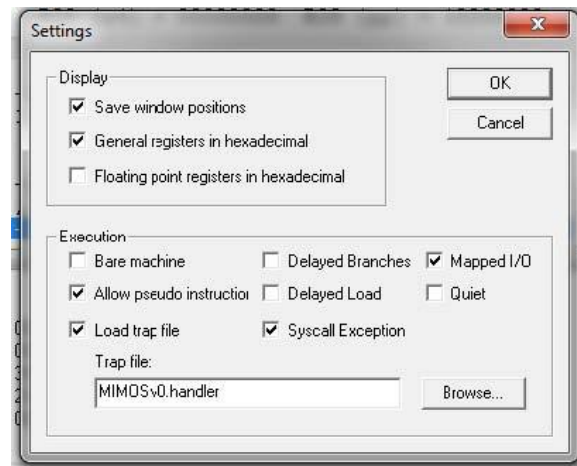 Settings
Display
OK
Save window positions
Cancel
General registers in hexadecimal
Floating point registers in hexadecimal
Execution
Bare machine Delayed Branches Mapped I/O
Allow pseudo instruction Delayed Load Quiet
Load trap file Syscall Exception
Trap file:
MIMOSv0.handler Browse...